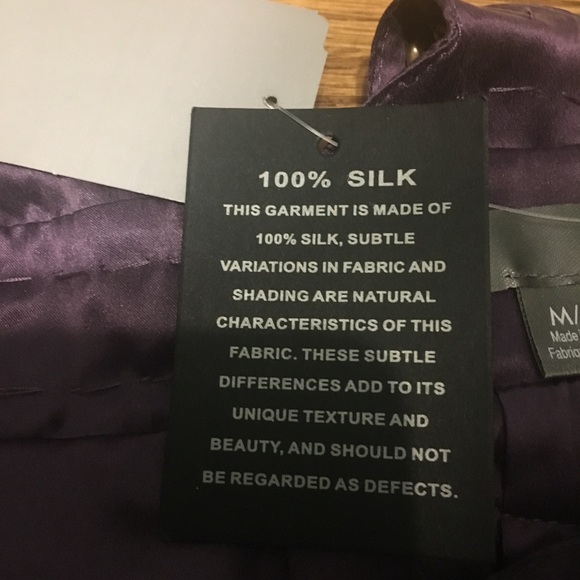 100% SILK
THIS GARMENT IS MADE OF
100% SILK, SUBTLE
VARIATIONS IN FABRIC AND
SHADING ARE NATURAL
CHARACTERISTICS OF THIS
FABRIC. THESE SUBTLE
DIFFERENCES ADD TO ITS
UNIQUE TEXTURE AND
BEAUTY, AND SHOULD NOT
BE REGARDED AS DEFECTS.
M/
Made